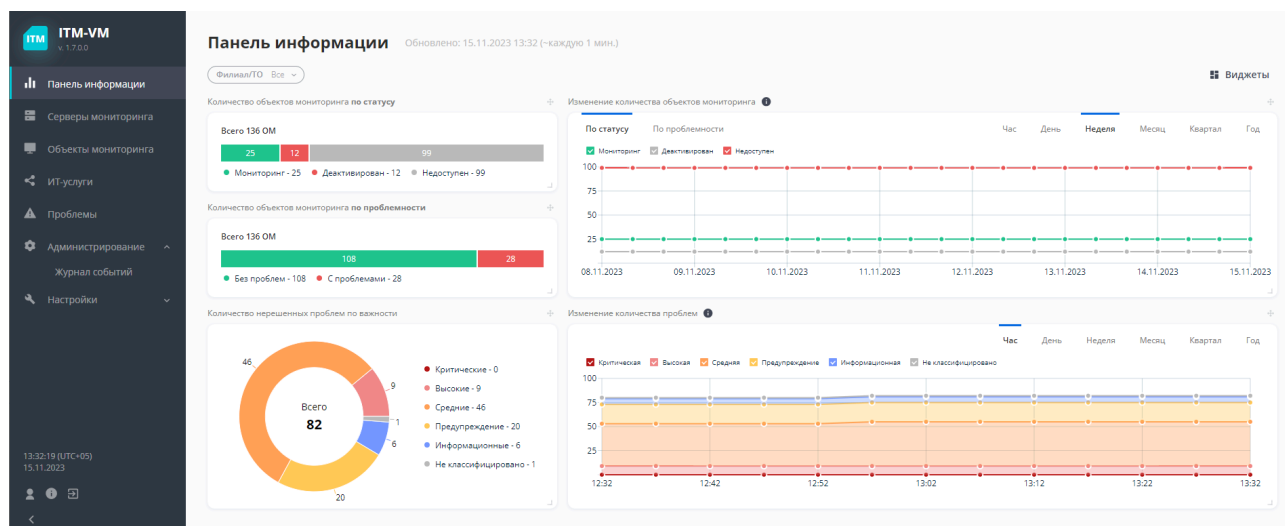 ITM
ITM-VM
v. 1.7.0.0
Панель информации
Серверы мониторинга
Объекты мониторинга
ИТ-услуги
Проблемы
Администрирование
Журнал событий
Настройки
13:32:19 (UTC+05)
15.11.2023
Панель информации Обновлено: 15.11.2023 13:32 (~каждую 1 мин.)
Филиал/ТО Все
Виджеты
Количество объектов мониторинга по статусу
Всего 136 ОМ
25 12 99
Мониторинг - 25 Деактивирован - 12 Недоступен - 99
Количество объектов мониторинга по проблемности
Всего 136 ОМ
108 28
Без проблем - 108 С проблемами - 28
Изменение количества объектов мониторинга
По статусу По проблемности Час День Неделя Месяц Квартал Год
Мониторинг Деактивирован Недоступен
100
75
50
25
08.11.2023 09.11.2023 10.11.2023 11.11.2023 12.11.2023 13.11.2023 14.11.2023 15.11.2023
Количество нерешенных проблем по важности
46
9
1
6
20
Всего
82
Критические - 0
Высокие - 9
Средние - 46
Предупреждение - 20
Информационные - 6
Не классифицировано - 1
Изменение количества проблем
Час День Неделя Месяц Квартал Год
Критическая Высокая Средняя Предупреждение Информационная Не классифицировано
100
75
50
25
12:32 12:42 12:52 13:02 13:12 13:22 13:32